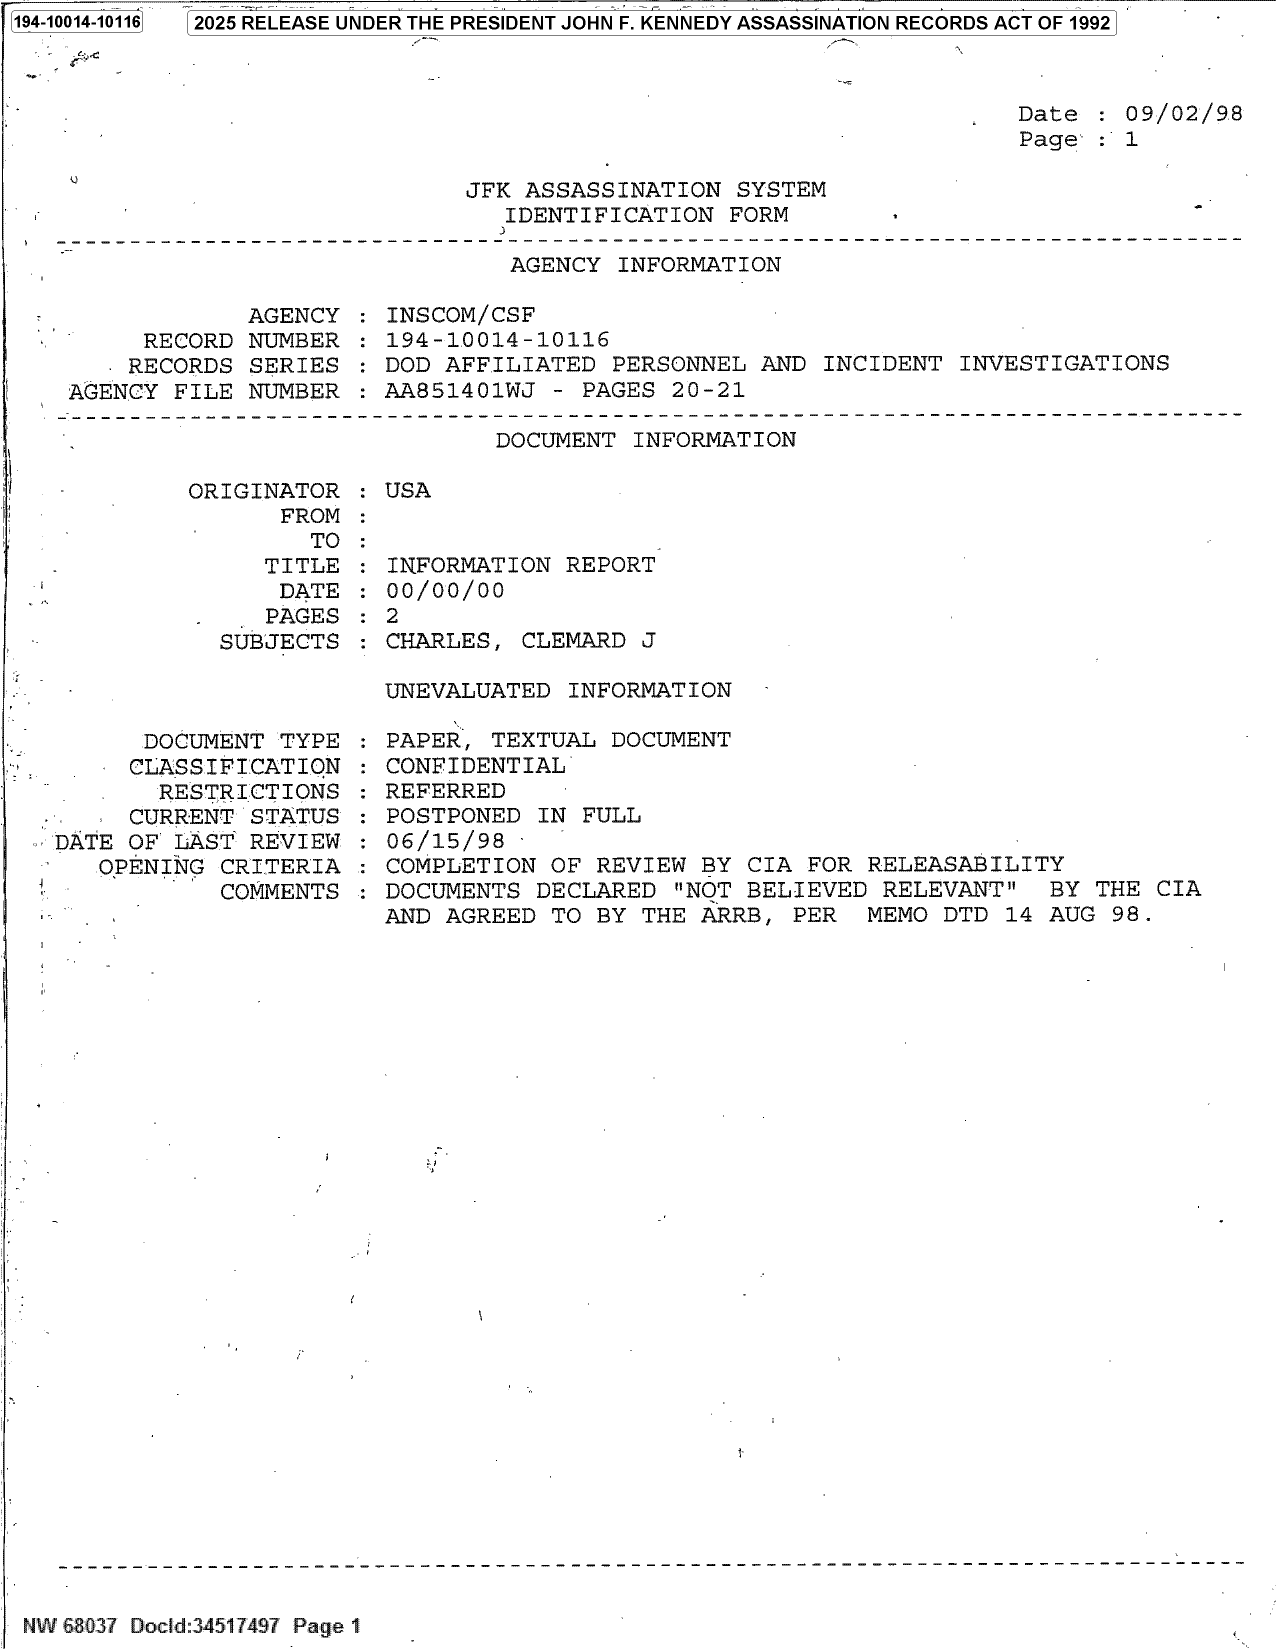 194-10014-10116 2025 RELEASE UNDER THE PRESIDENT JOHN F. KENNEDY ASSASSINATION RECORDS ACT OF 1992
Date : 09/02/98
Page : 1
JFK ASSASSINATION SYSTEM
IDENTIFICATION FORM
AGENCY INFORMATION
AGENCY : INSCOM/CSF
RECORD NUMBER : 194-10014-10116
RECORDS SERIES : DOD AFFILIATED PERSONNEL AND INCIDENT INVESTIGATIONS
AGENCY FILE NUMBER : AA851401WJ - PAGES 20-21
DOCUMENT INFORMATION
ORIGINATOR : USA
FROM :
TO :
TITLE : INFORMATION REPORT
DATE : 00/00/00
PAGES : 2
SUBJECTS : CHARLES, CLEMARD J
UNEVALUATED INFORMATION
DOCUMENT TYPE : PAPER, TEXTUAL DOCUMENT
CLASSIFICATION : CONFIDENTIAL
RESTRICTIONS : REFERRED
CURRENT STATUS : POSTPONED IN FULL
DATE OF LAST REVIEW : 06/15/98
OPENING CRITERIA : COMPLETION OF REVIEW BY CIA FOR RELEASABILITY
COMMENTS : DOCUMENTS DECLARED "NOT BELIEVED RELEVANT" BY THE CIA
AND AGREED TO BY THE ARRB, PER MEMO DTD 14 AUG 98.
NW 68037 DocId:34517497 Page 1